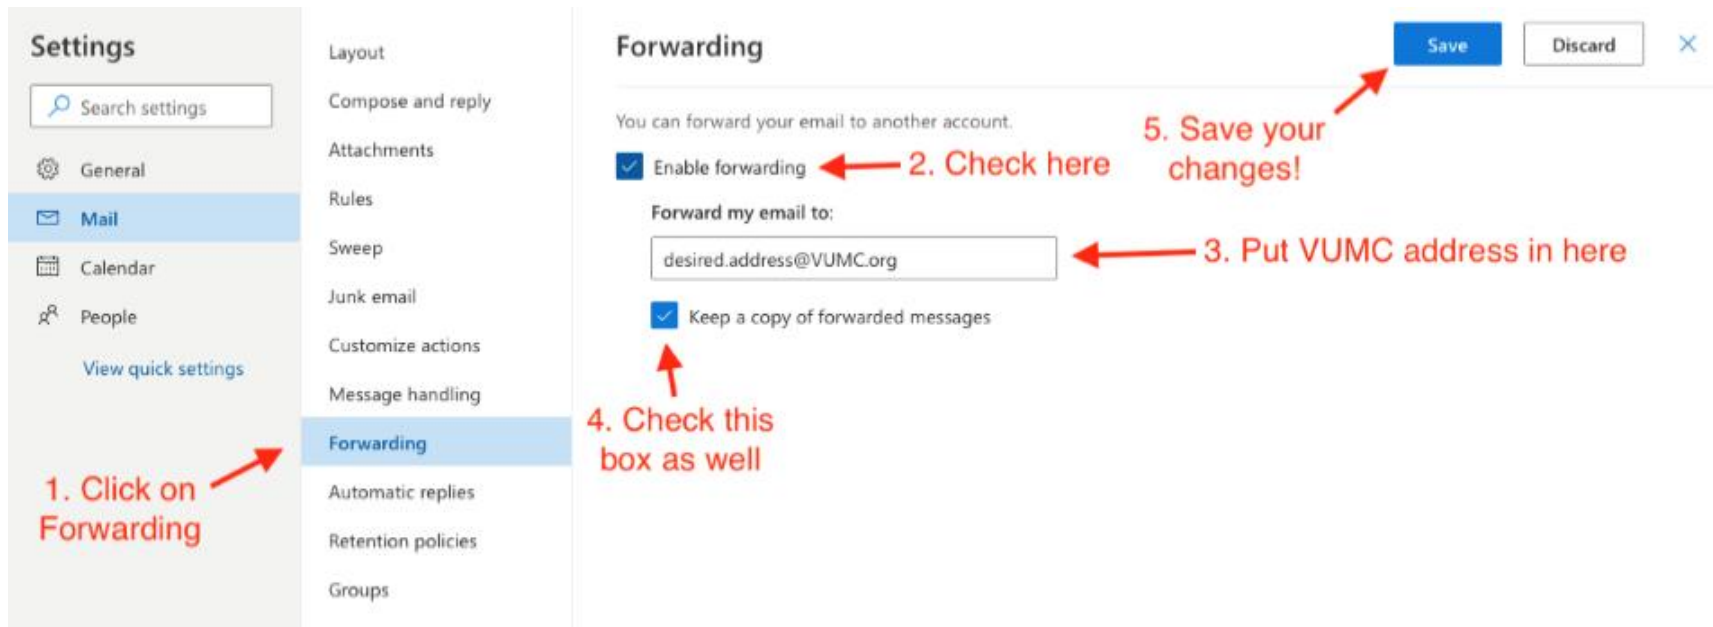 Settings
Search settings
General
Mail
Calendar
People
View quick settings
1. Click on
Forwarding
Layout
Compose and reply
Attachments
Rules
Sweep
Junk email
Customize actions
Message handling
Forwarding
Automatic replies
Retention policies
Groups
Forwarding
Save
Discard
You can forward your email to another account.
5. Save your
changes!
Enable forwarding
2. Check here
Forward my email to:
desired.address@VUMC.org
3. Put VUMC address in here
Keep a copy of forwarded messages
4. Check this
box as well